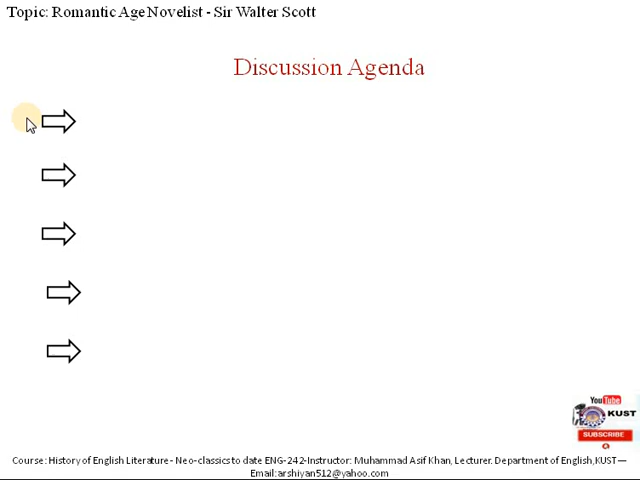 Topic: Romantic Age Novelist - Sir Walter Scott
Discussion Agenda
YouTube
KUST
SUBSCRIBE
Course: History of English Literature - Neo-classics to date ENG-242-Instructor: Muhammad Asif Khan, Lecturer. Department of English,KUST—
Email:arshiyan512@yahoo.com